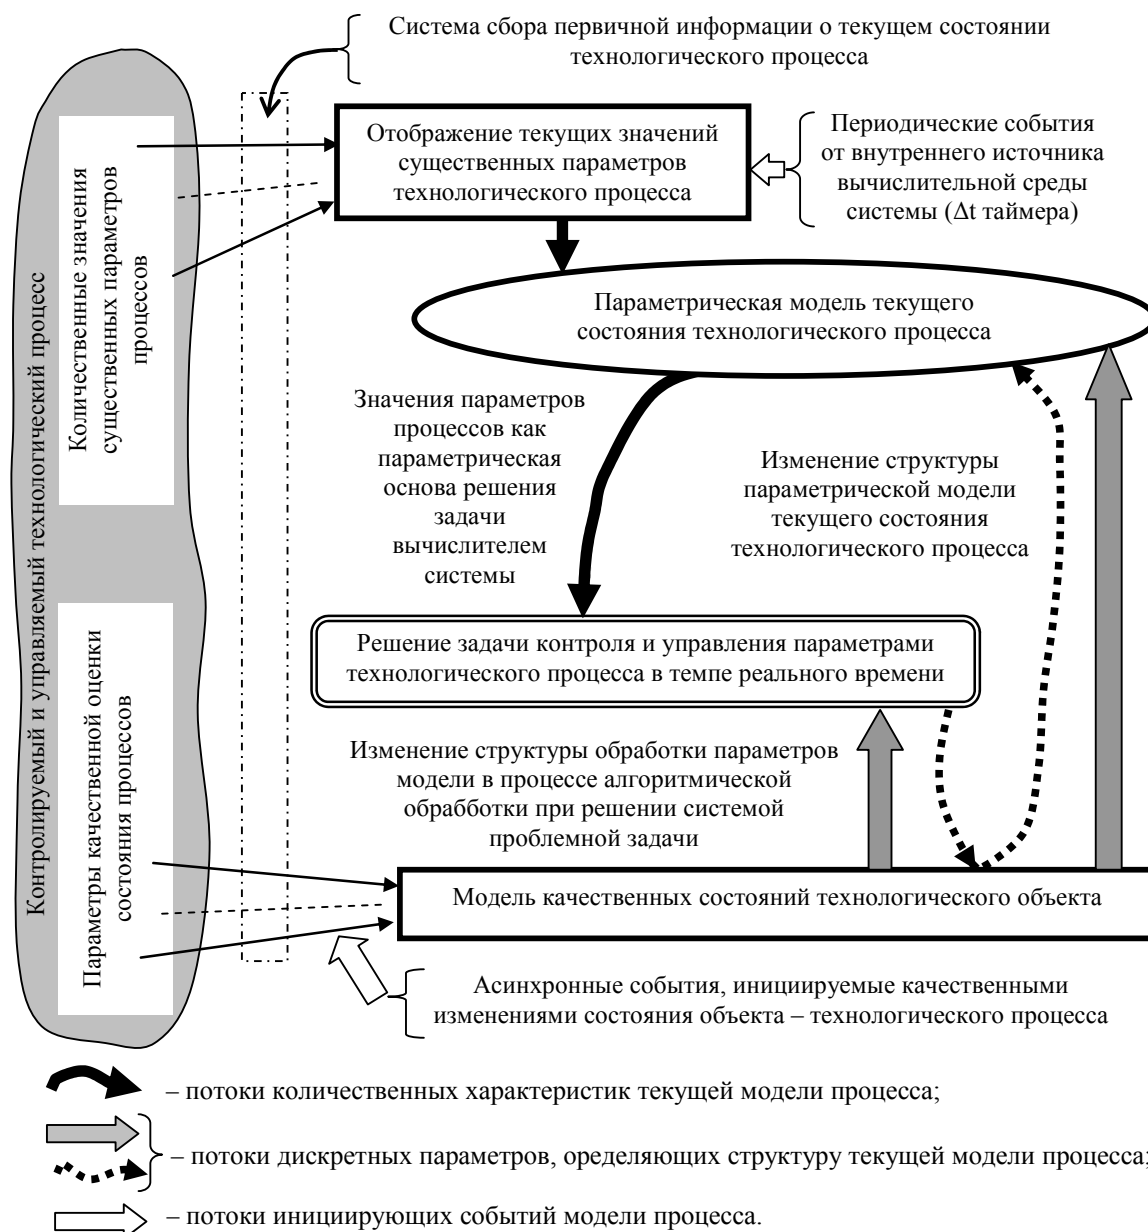 Система сбора первичной информации о текущем состоянии
технологического процесса
Контролируемый и управляемый технологический процесс
Количественные значения
существенных параметров
процессов
Отображение текущих значений
существенных параметров
технологического процесса
Периодические события
от внутреннего источника
вычислительной среды
системы (Δt таймера)
Параметрическая модель текущего
состояния технологического процесса
Значения параметров
процессов как
параметрическая
основа решения
задачи
вычислителем
системы
Изменение структуры
параметрической модели
текущего состояния
технологического процесса
Параметры качественной оценки
состояния процессов
Решение задачи контроля и управления параметрами
технологического процесса в темпе реального времени
Изменение структуры обработки параметров
модели в процессе алгоритмической
обрабботки при решении системой
проблемной задачи
Модель качественных состояний технологического объекта
Асинхронные события, инициируемые качественными
изменениями состояния объекта – технологического процесса
– потоки количественных характеристик текущей модели процесса;
– потоки дискретных параметров, оределяющих структуру текущей модели процесса;
– потоки инициирующих событий модели процесса.